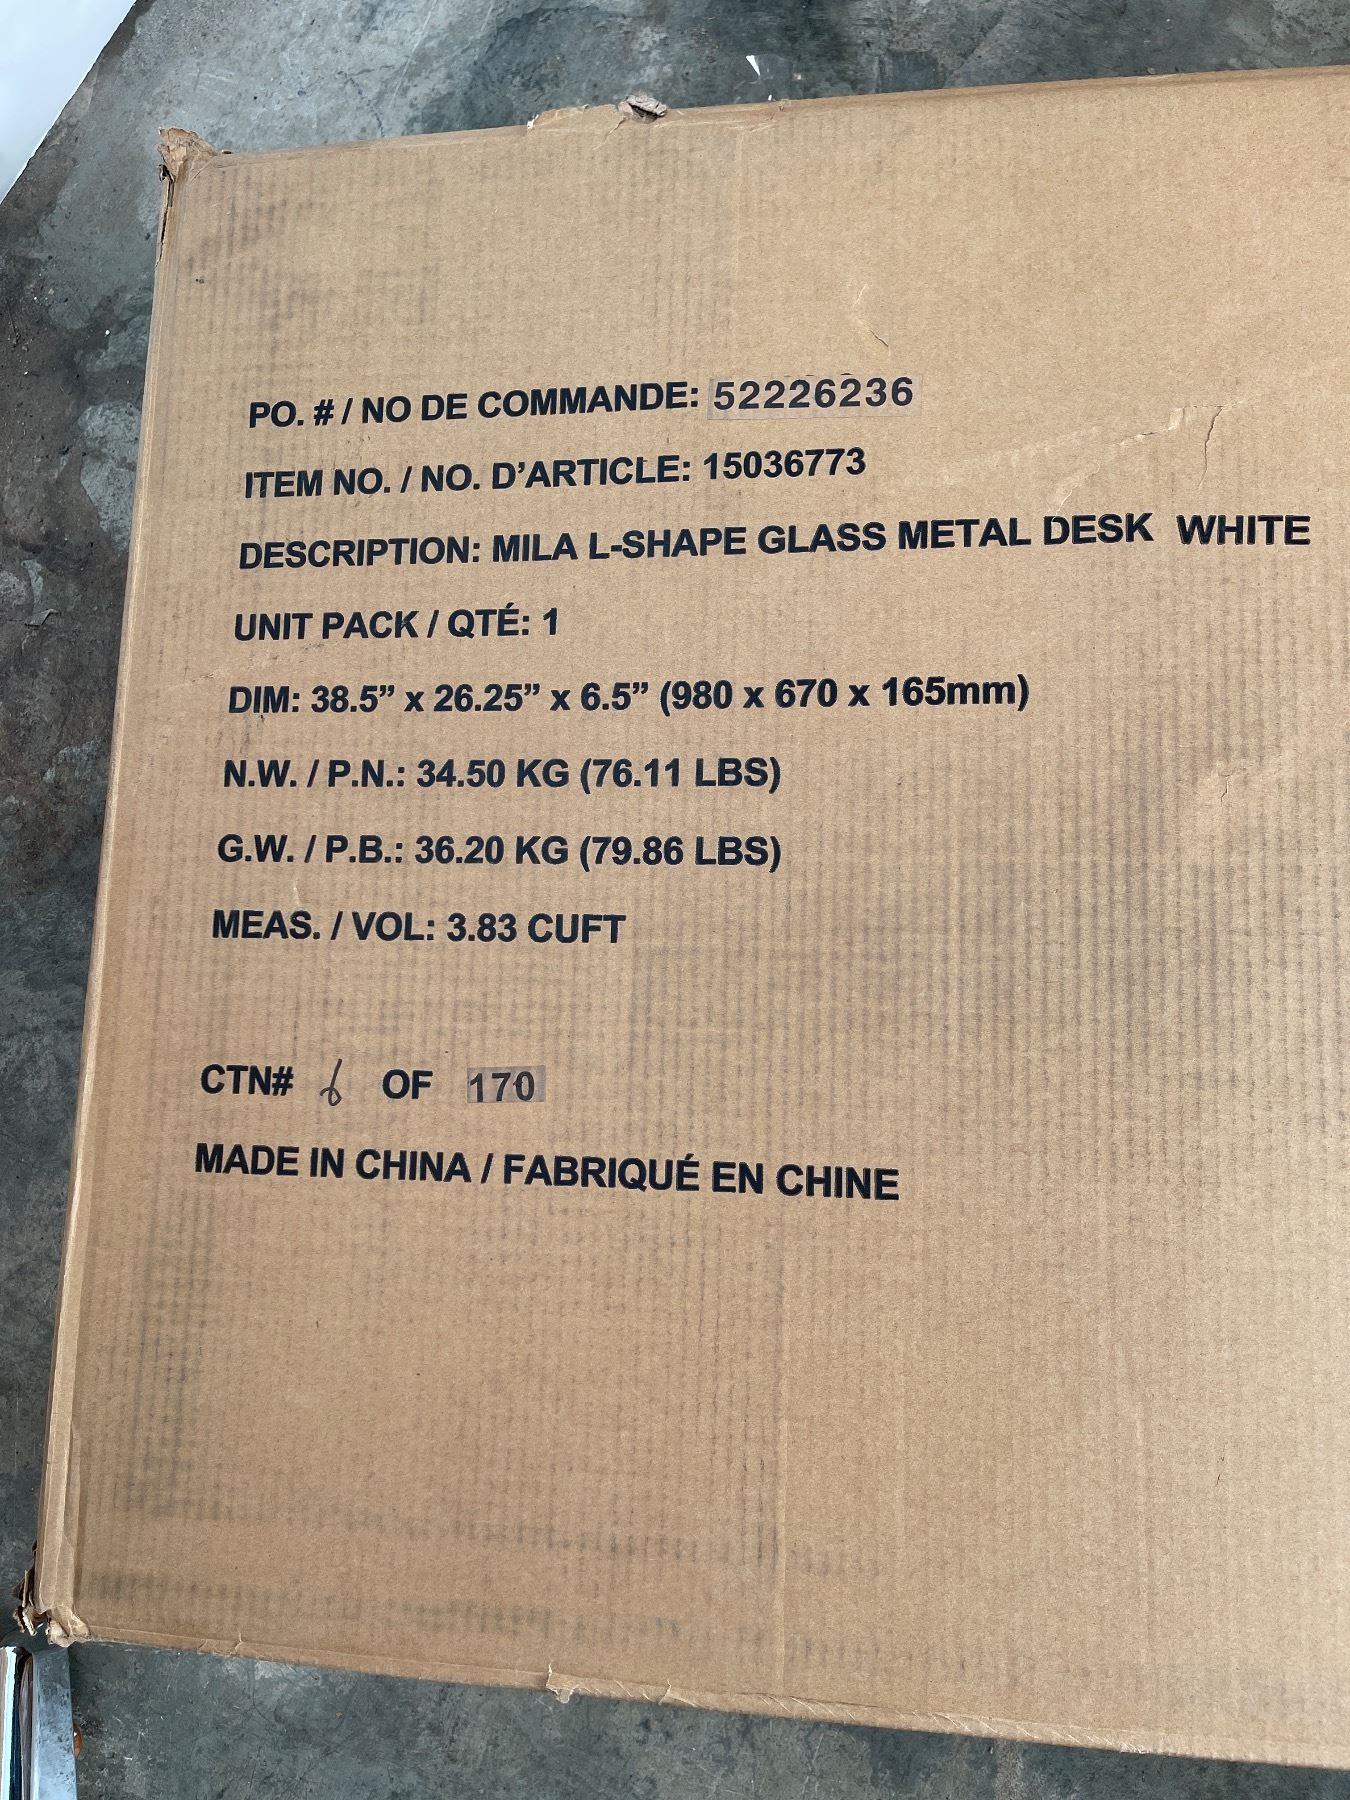 PO. # / NO DE COMMANDE: 52226236
ITEM NO. / NO. D’ARTICLE: 15036773
DESCRIPTION: MILA L-SHAPE GLASS METAL DESK WHITE
UNIT PACK / QTÉ: 1
DIM: 38.5” x 26.25” x 6.5” (980 x 670 x 165mm)
N.W. / P.N.: 34.50 KG (76.11 LBS)
G.W. / P.B.: 36.20 KG (79.86 LBS)
MEAS. / VOL: 3.83 CUFT
CTN# 6 OF 170
MADE IN CHINA / FABRIQUÉ EN CHINE